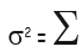 σ² = Σ